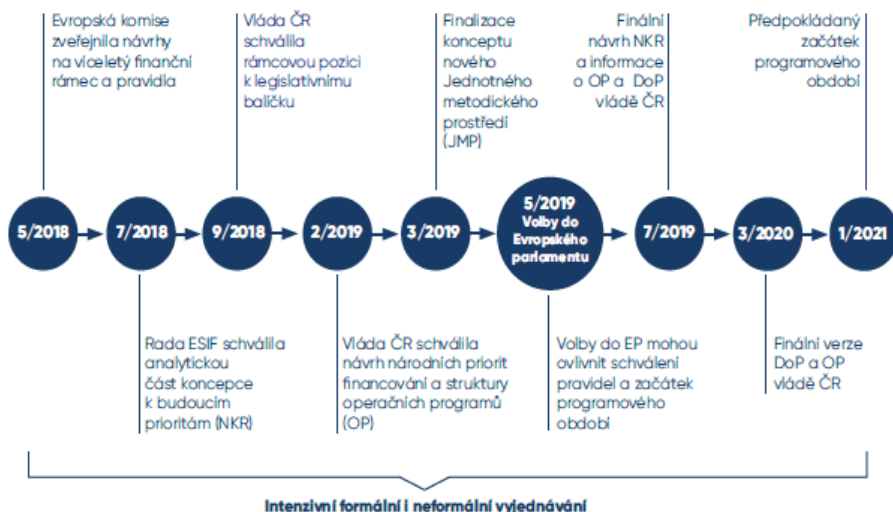 Evropská komise
zveřejnila návrhy
na víceletý finanční
rámec a pravidla
Vláda ČR
schválila
rámcovou pozici
k legislativnímu
balíčku
Finalizace
konceptu
nového
Jednotného
metodického
prostředí
(JMP)
Finální
návrh NKR
a informace
o OP a DoP
vládě ČR
Předpokládaný
začátek
programového
období
5/2018
7/2018
9/2018
2/2019
3/2019
5/2019
Volby do
Evropského
parlamentu
7/2019
3/2020
1/2021
Rada ESIF schválila
analytickou
část koncepce
k budoucím
prioritám (NKR)
Vláda ČR schválila
návrh národních priorit
financování a struktury
operačních programů
(OP)
Volby do EP mohou
ovlivnit schválení
pravidel a začátek
programového
období
Finální verze
DoP a OP
vládě ČR
Intenzivní formální i neformální vyjednávání